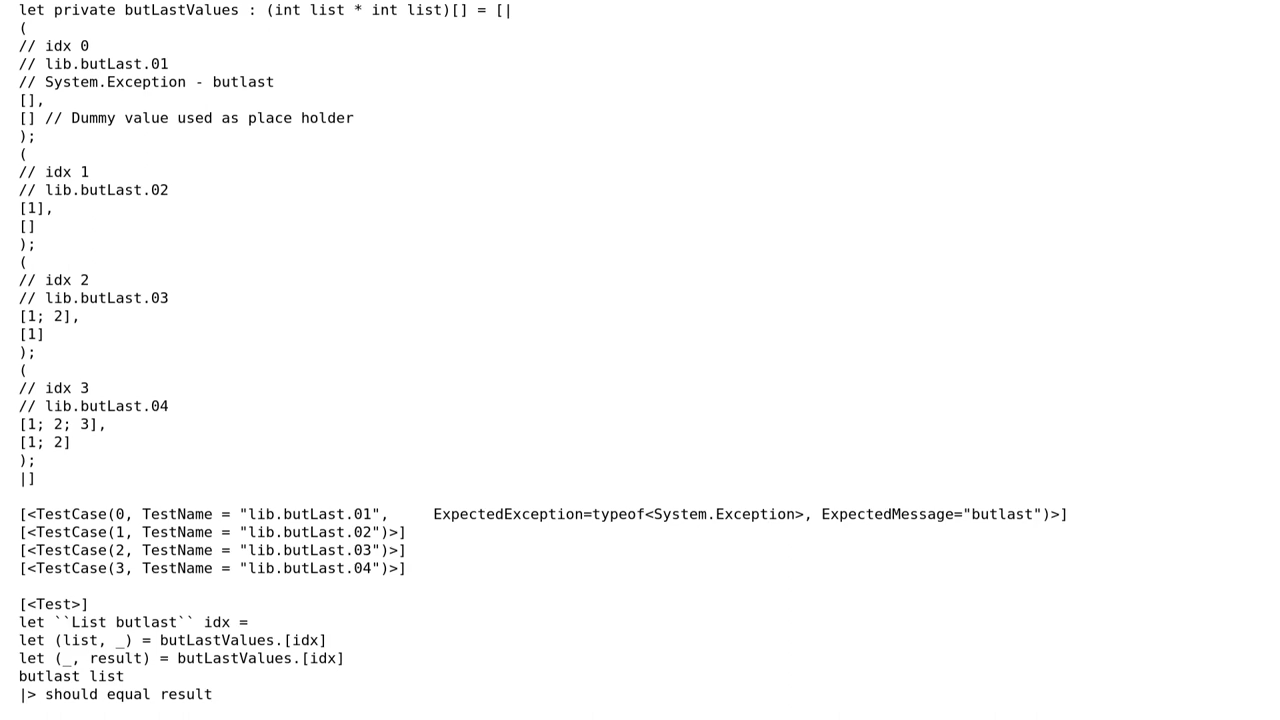 let private butLastValues : (int list * int list)[] = [|
(
// idx 0
// lib.butLast.01
// System.Exception - butlast
[],
[] // Dummy value used as place holder
);
(
// idx 1
// lib.butLast.02
[1],
[]
);
(
// idx 2
// lib.butLast.03
[1; 2],
[1]
);
(
// idx 3
// lib.butLast.04
[1; 2; 3],
[1; 2]
);
|]

[<TestCase(0, TestName = "lib.butLast.01",     ExpectedException=typeof<System.Exception>, ExpectedMessage="butlast")>]
[<TestCase(1, TestName = "lib.butLast.02")>]
[<TestCase(2, TestName = "lib.butLast.03")>]
[<TestCase(3, TestName = "lib.butLast.04")>]

[<Test>]
let ``List butlast`` idx =
let (list, _) = butLastValues.[idx]
let (_, result) = butLastValues.[idx]
butlast list
|> should equal result